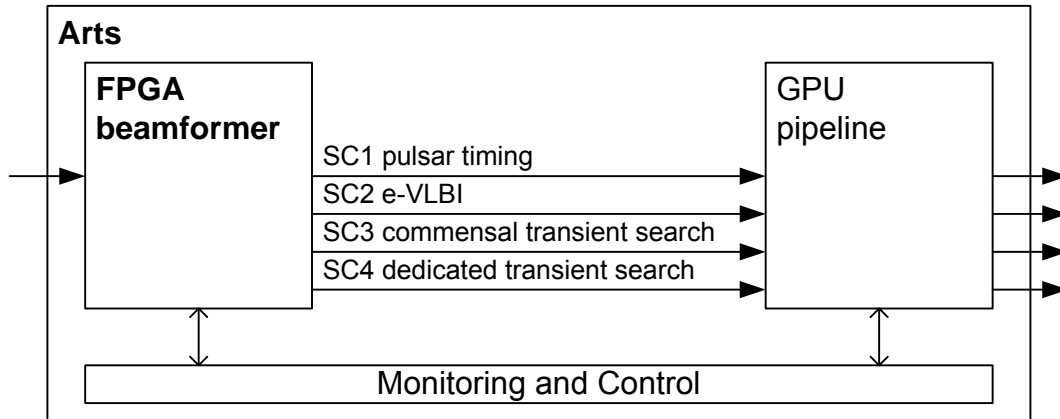 Arts
FPGA
beamformer
GPU
pipeline
SC1 pulsar timing
SC2 e-VLBI
SC3 commensal transient search
SC4 dedicated transient search
Monitoring and Control